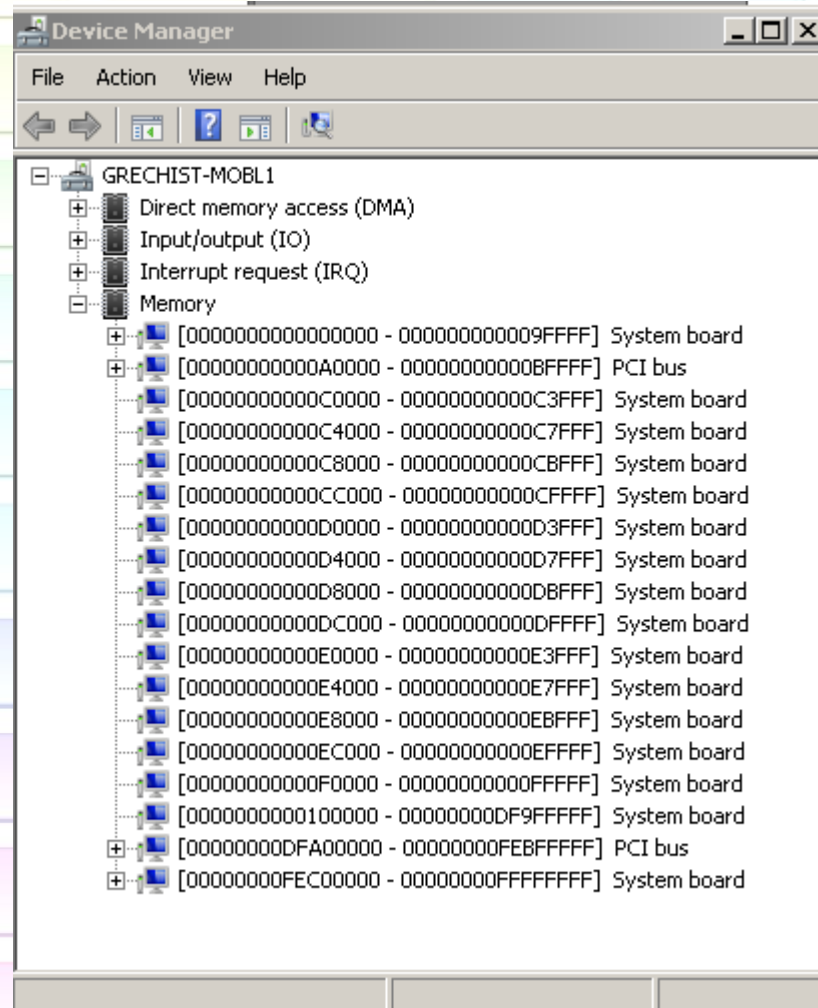 Device Manager
File Action View Help
GRECHIST-MOBL1
Direct memory access (DMA)
Input/output (IO)
Interrupt request (IRQ)
Memory
[0000000000000000 - 000000000009FFFF] System board
[00000000000A0000 - 00000000000BFFFF] PCI bus
[00000000000C0000 - 00000000000C3FFF] System board
[00000000000C4000 - 00000000000C7FFF] System board
[00000000000C8000 - 00000000000CBFFF] System board
[00000000000CC000 - 00000000000CFFFF] System board
[00000000000D0000 - 00000000000D3FFF] System board
[00000000000D4000 - 00000000000D7FFF] System board
[00000000000D8000 - 00000000000DBFFF] System board
[00000000000DC000 - 00000000000DFFFF] System board
[00000000000E0000 - 00000000000E3FFF] System board
[00000000000E4000 - 00000000000E7FFF] System board
[00000000000E8000 - 00000000000EBFFF] System board
[00000000000EC000 - 00000000000EFFFF] System board
[00000000000F0000 - 00000000000FFFFF] System board
[0000000000100000 - 00000000DF9FFFFF] System board
[00000000DFA00000 - 00000000FEBFFFFF] PCI bus
[00000000FEC00000 - 00000000FFFFFFFF] System board